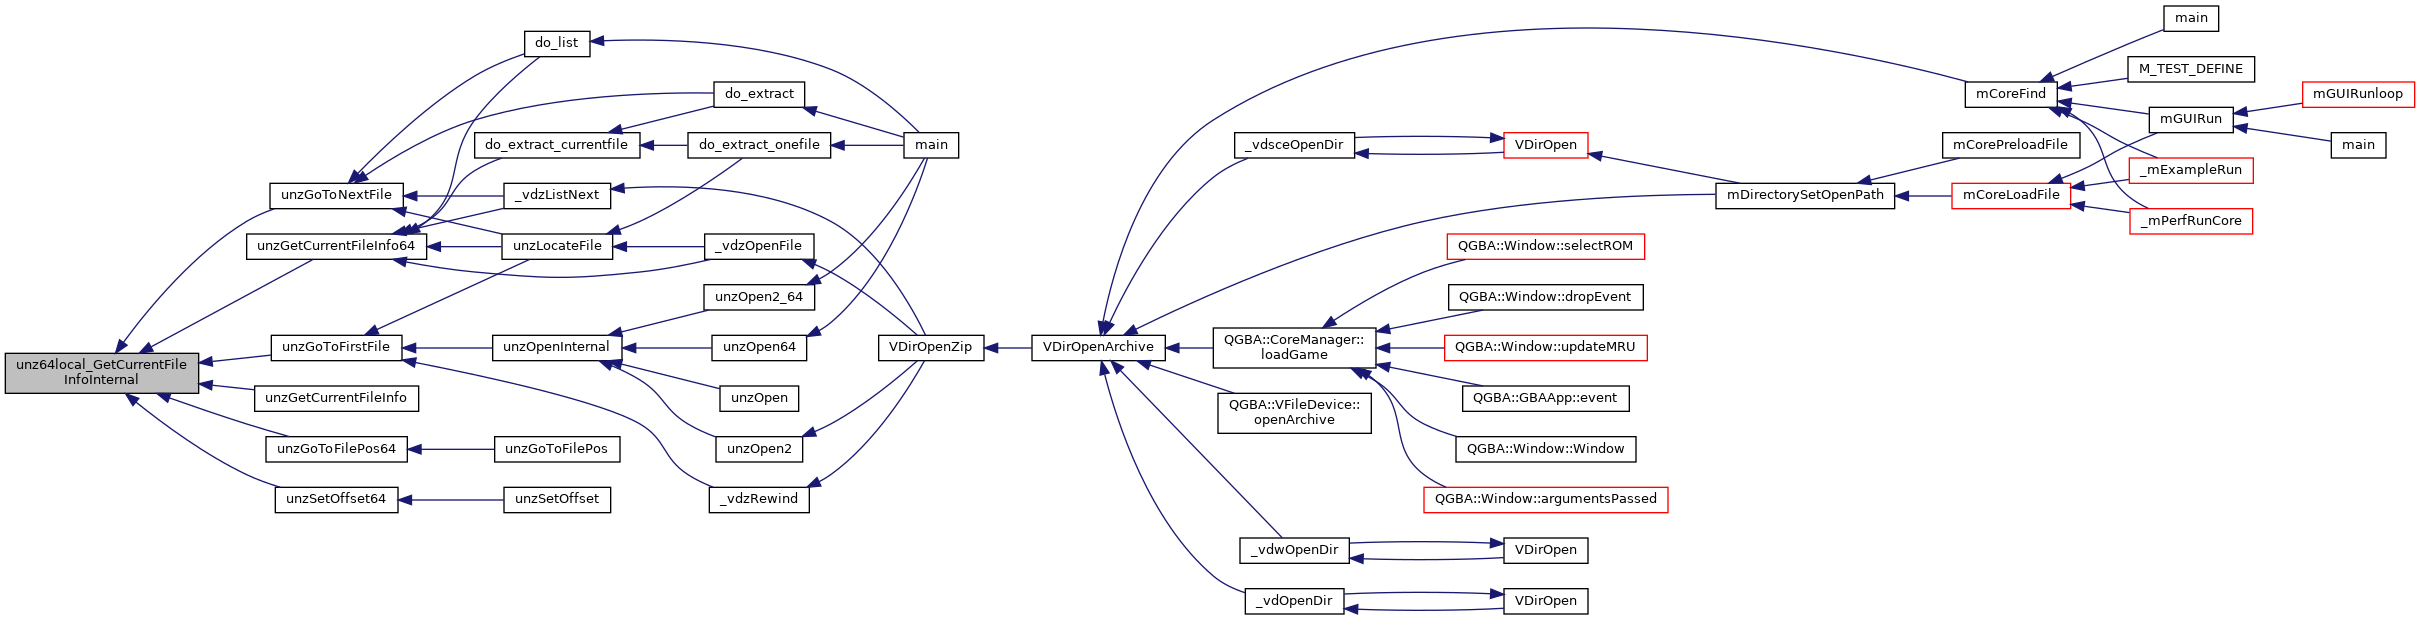 unz64local_GetCurrentFile
InfoInternal
unzGoToNextFile
unzGetCurrentFileInfo64
unzGoToFirstFile
unzGetCurrentFileInfo
unzGoToFilePos64
unzSetOffset64
do_list
do_extract
do_extract_currentfile
do_extract_onefile
main
_vdzListNext
unzLocateFile
_vdzOpenFile
unzOpen2_64
unzOpenInternal
unzOpen64
unzOpen
unzOpen2
unzGoToFilePos
_vdzRewind
unzSetOffset
VDirOpenZip
VDirOpenArchive
_vdsceOpenDir
VDirOpen
mDirectorySetOpenPath
QGBA::CoreManager::
loadGame
QGBA::VFileDevice::
openArchive
QGBA::Window::selectROM
QGBA::Window::dropEvent
QGBA::Window::updateMRU
QGBA::GBAApp::event
QGBA::Window::Window
QGBA::Window::argumentsPassed
_vdwOpenDir
VDirOpen
_vdOpenDir
VDirOpen
mCoreFind
mCorePreloadFile
mCoreLoadFile
main
M_TEST_DEFINE
mGUIRun
mGUIRunloop
main
_mExampleRun
_mPerfRunCore